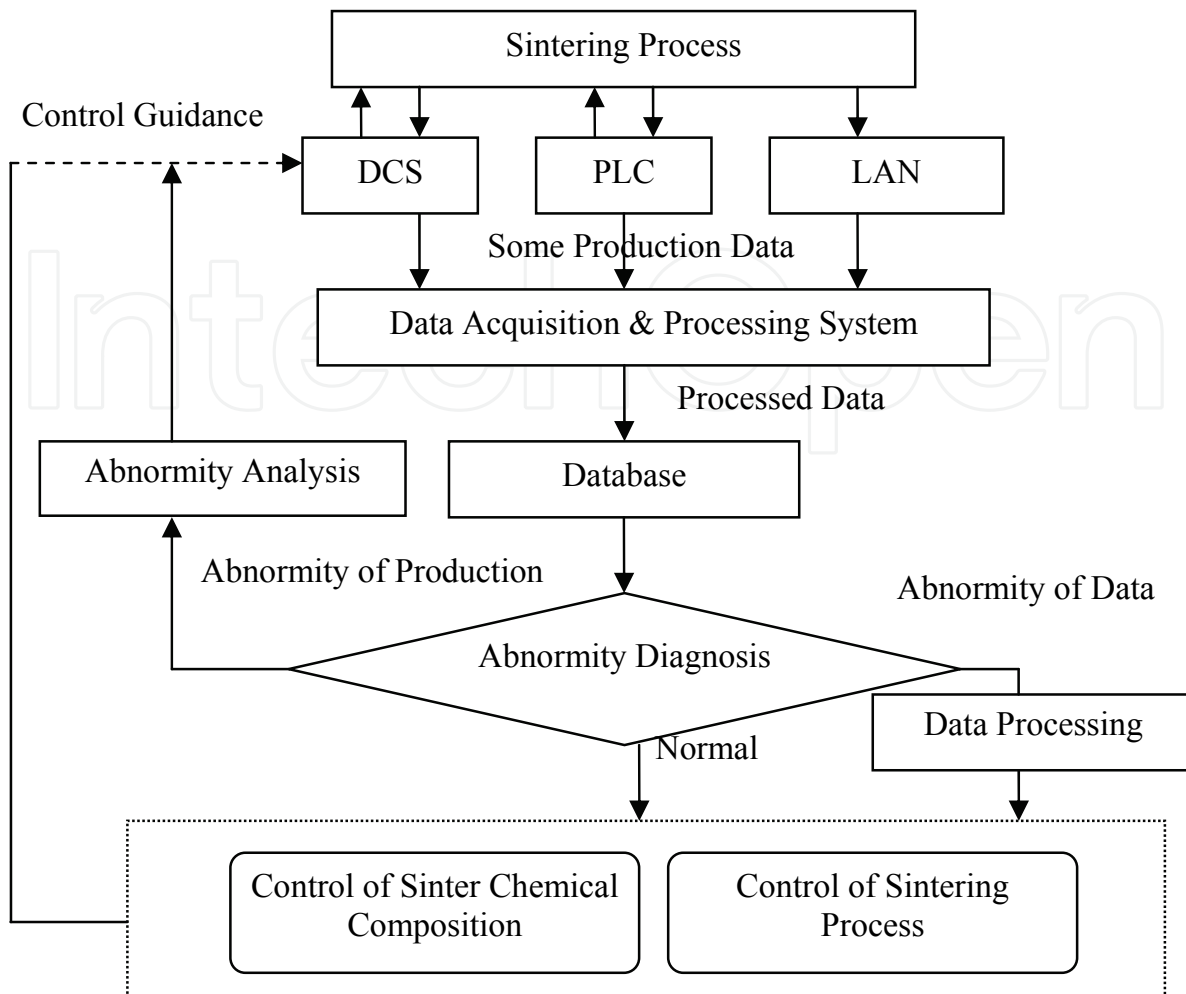 Sintering Process
Control Guidance
DCS
PLC
LAN
Some Production Data
IntechOpen
Data Acquisition & Processing System
Processed Data
Abnormity Analysis
Database
Abnormity of Production
Abnormity of Data
Abnormity Diagnosis
Data Processing
Normal
Control of Sinter Chemical
Composition
Control of Sintering
Process